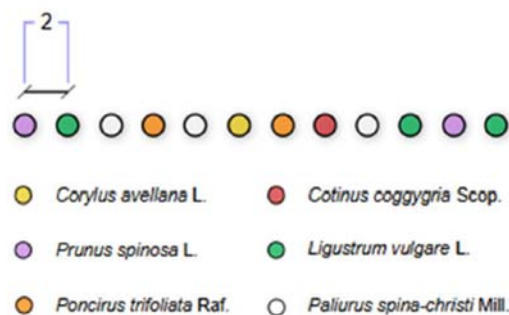 2
Corylus avellana L. Cotinus coggygria Scop.
Prunus spinosa L. Ligustrum vulgare L.
Poncirus trifoliata Raf. Paliurus spina-christi Mill.